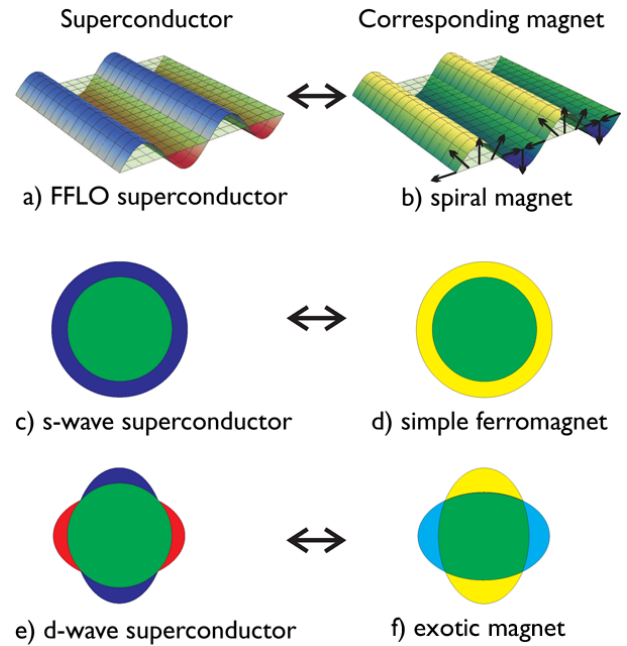 Superconductor
Corresponding magnet
a) FFLO superconductor
b) spiral magnet
c) s-wave superconductor
d) simple ferromagnet
e) d-wave superconductor
f) exotic magnet